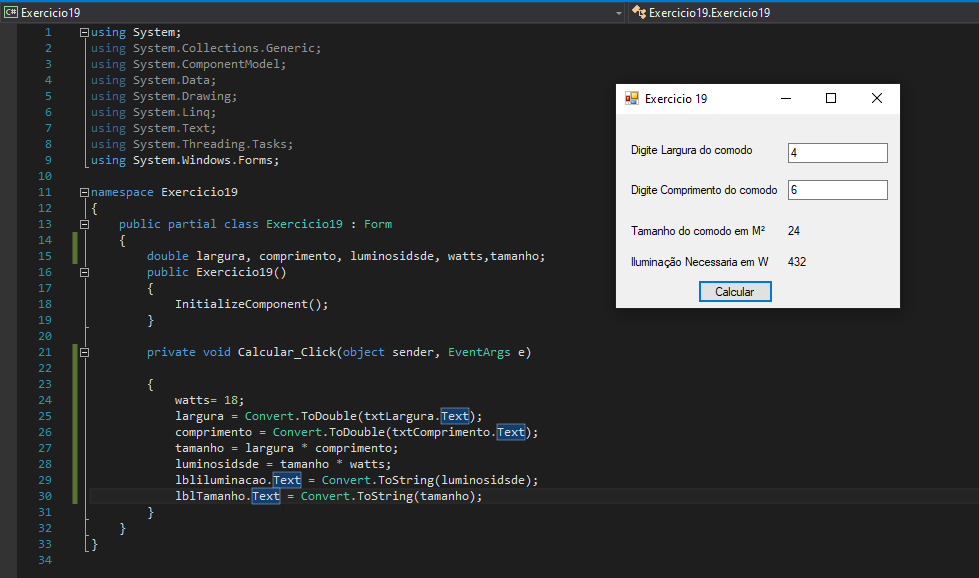 C# Exercicio19
Exercicio19.Exercicio19
1 using System;
2 using System.Collections.Generic;
3 using System.ComponentModel;
4 using System.Data;
5 using System.Drawing;
6 using System.Linq;
7 using System.Text;
8 using System.Threading.Tasks;
9 using System.Windows.Forms;
10
11 namespace Exercicio19
12 {
13 public partial class Exercicio19 : Form
14 {
15 double largura, comprimento, luminosidsde, watts,tamanho;
16 public Exercicio19()
17 {
18 InitializeComponent();
19 }
20
21 private void Calcular_Click(object sender, EventArgs e)
22
23 {
24 watts= 18;
25 largura = Convert.ToDouble(txtLargura.Text);
26 comprimento = Convert.ToDouble(txtComprimento.Text);
27 tamanho = largura * comprimento;
28 luminosidsde = tamanho * watts;
29 lbliluminacao.Text = Convert.ToString(luminosidsde);
30 lblTamanho.Text = Convert.ToString(tamanho);
31 }
32 }
33 }
34
Exercicio 19
Digite Largura do comodo 4
Digite Comprimento do comodo 6
Tamanho do comodo em M² 24
Iluminação Necessaria em W 432
Calcular